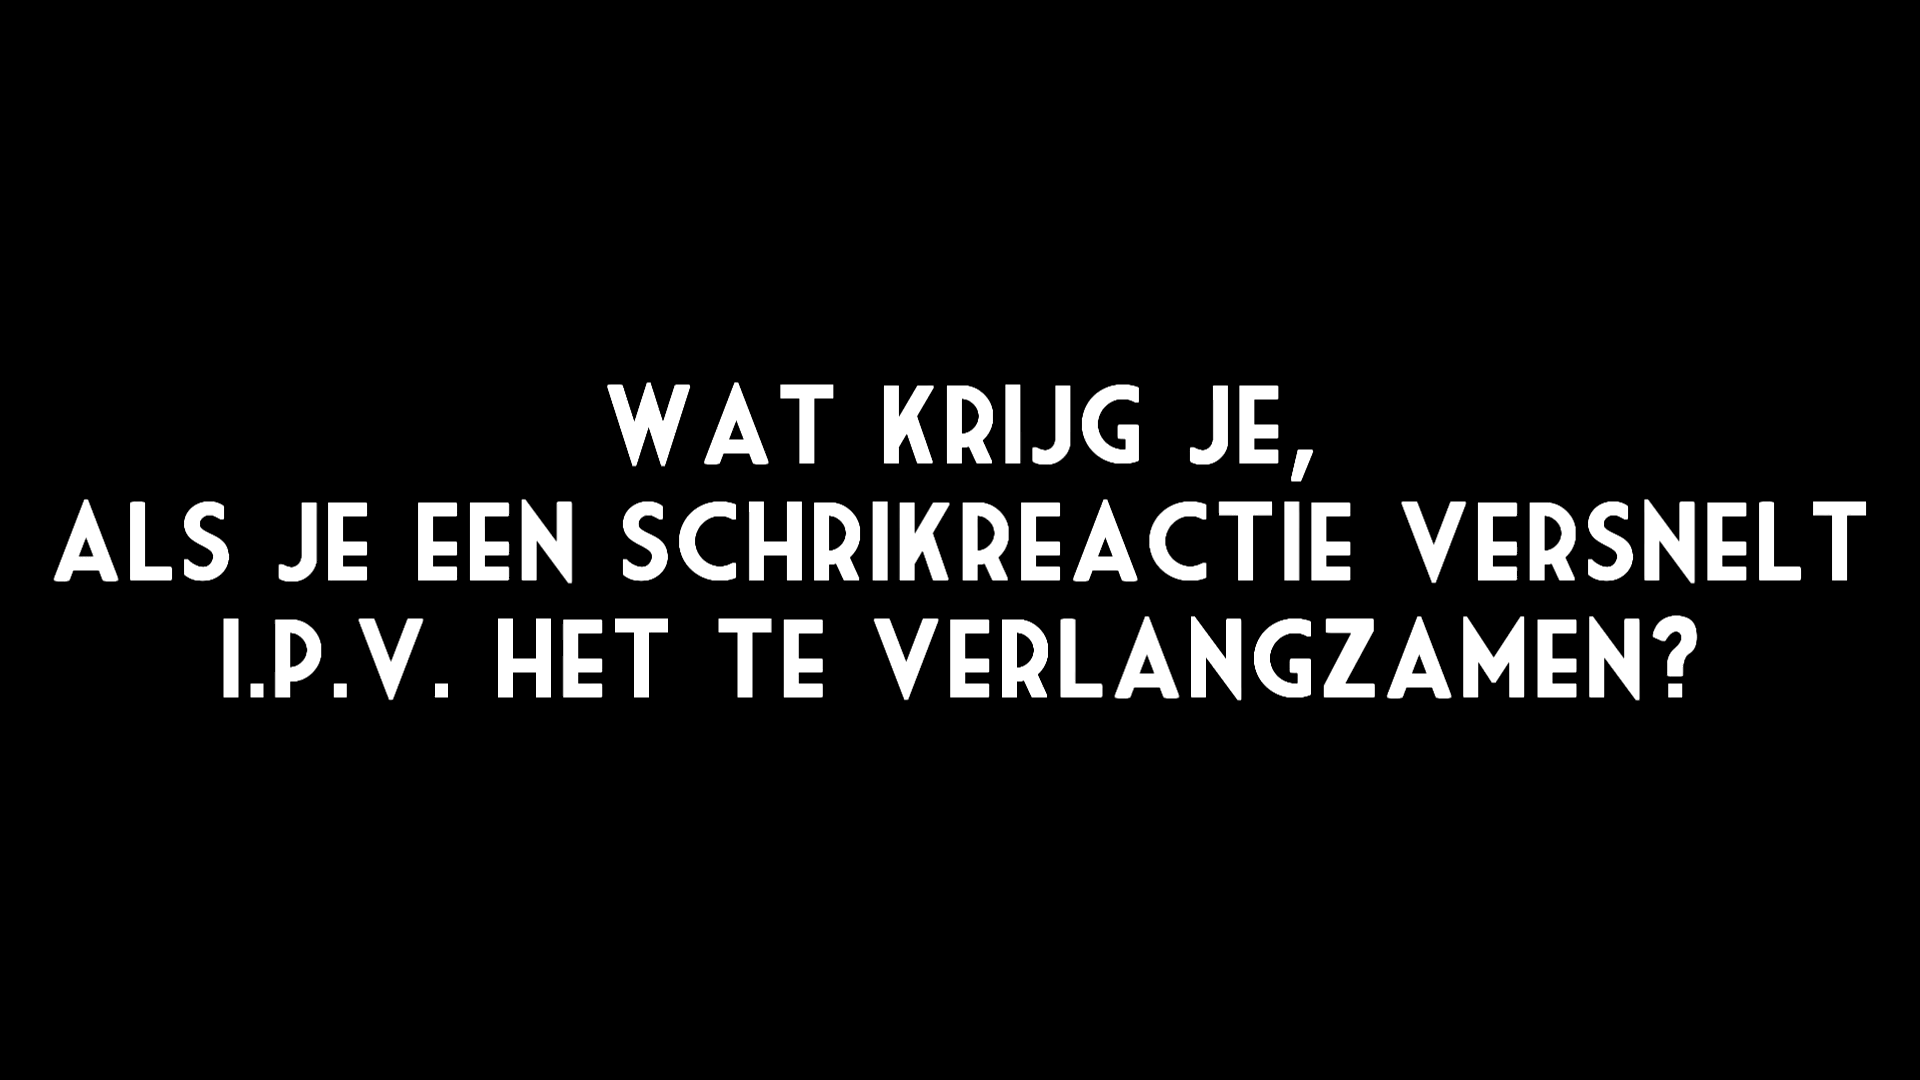 WAT KRIJG JE,
ALS JE EEN SCHRIKREACTIE VERSNELT
I.P.V. HET TE VERLANGZAMEN?